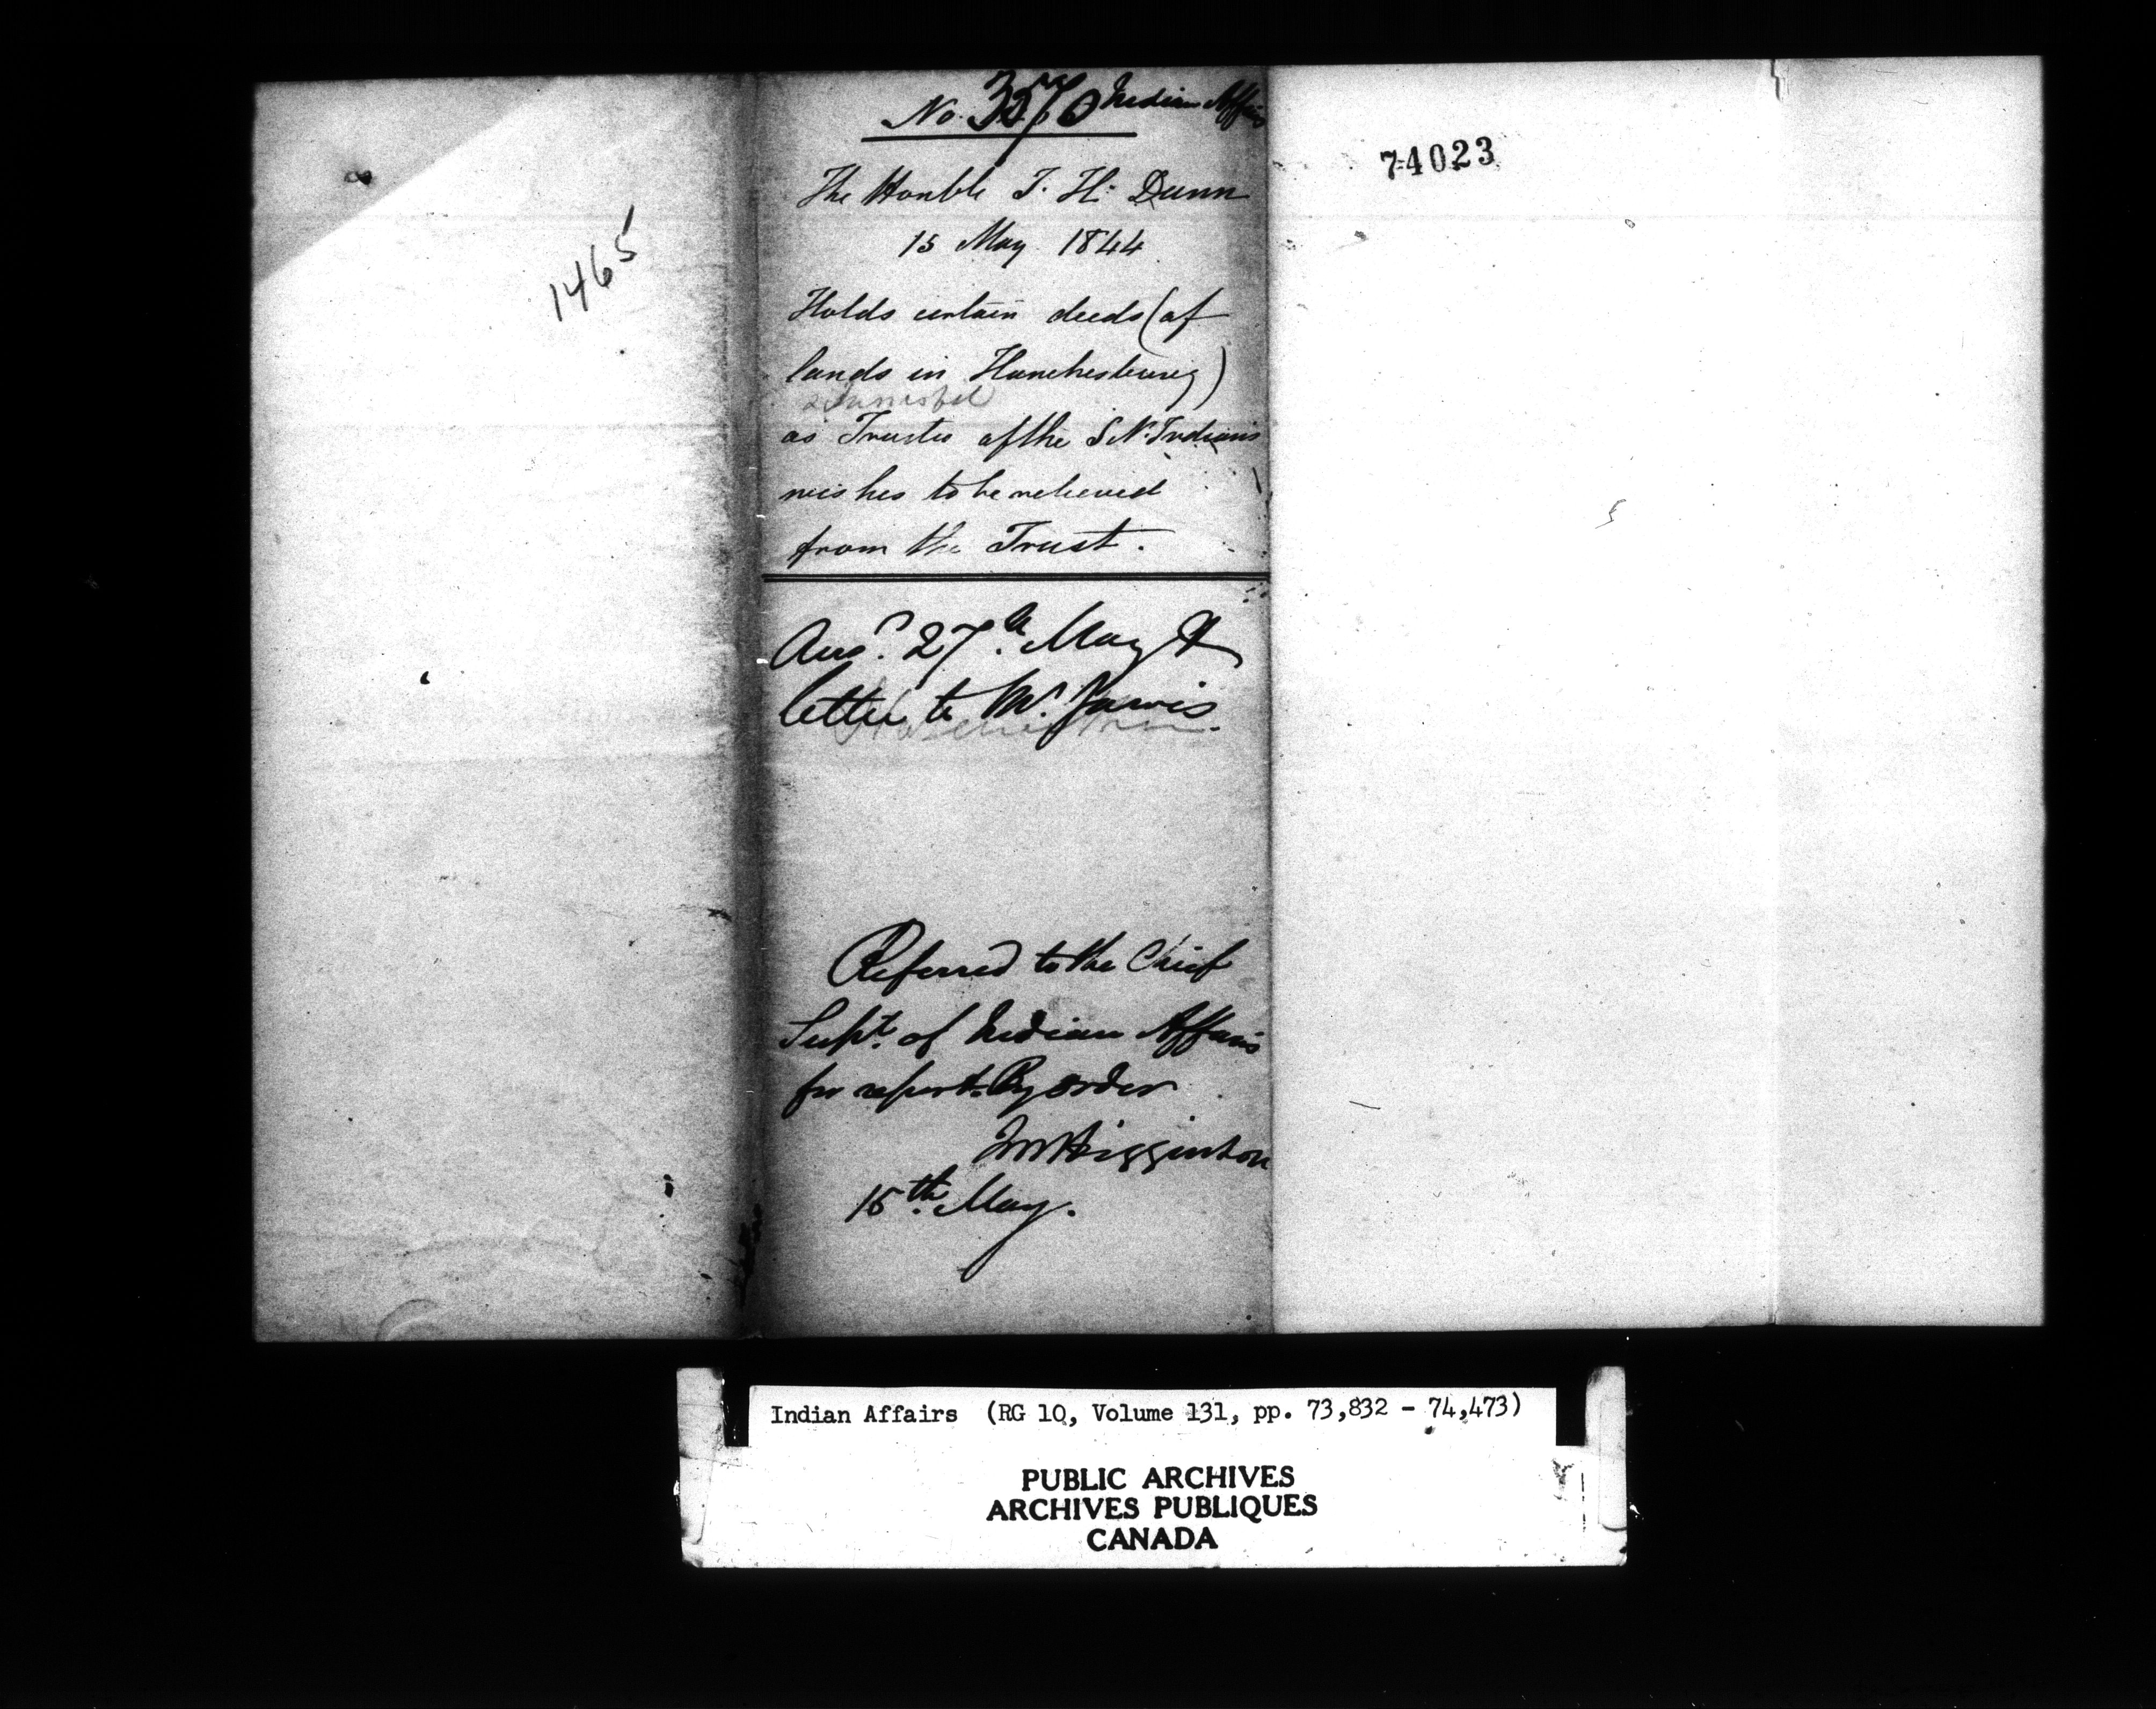 1465
No. 3570 Indian Affairs
The Honble J. H. Dunn
15 May 1844
Holds certain deeds (of
lands in
as Trustee of the S N. Indians
wishes to be relieved
from the Trust.
Ansd. 27th. May &
letter to Mr. Jarvis.
Referred to the Chief
Supt. of Indian Affairs
for report. By order
JM Higginson
15th. May.
74023
Indian Affairs (RG 10, Volume 131, pp. 73,832 - 74,473)
PUBLIC ARCHIVES
ARCHIVES PUBLIQUES
CANADA